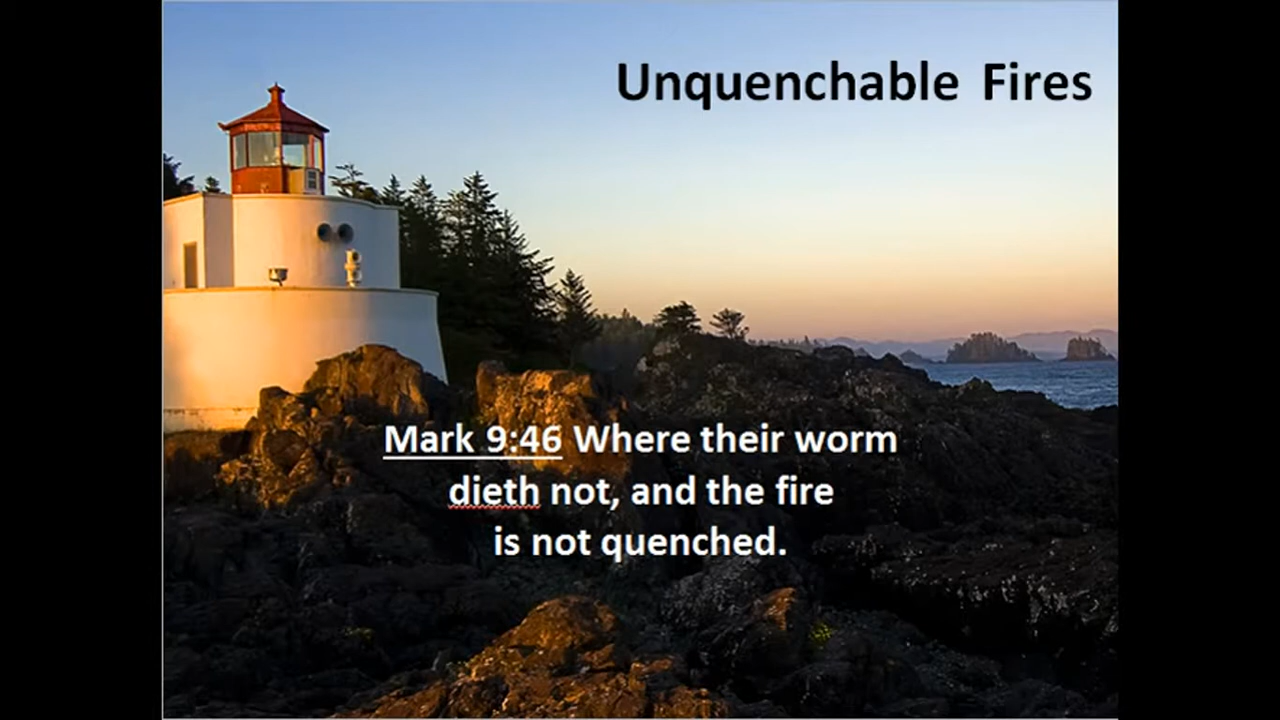 Unquenchable Fires
Mark 9:46 Where their worm
dieth not, and the fire
is not quenched.